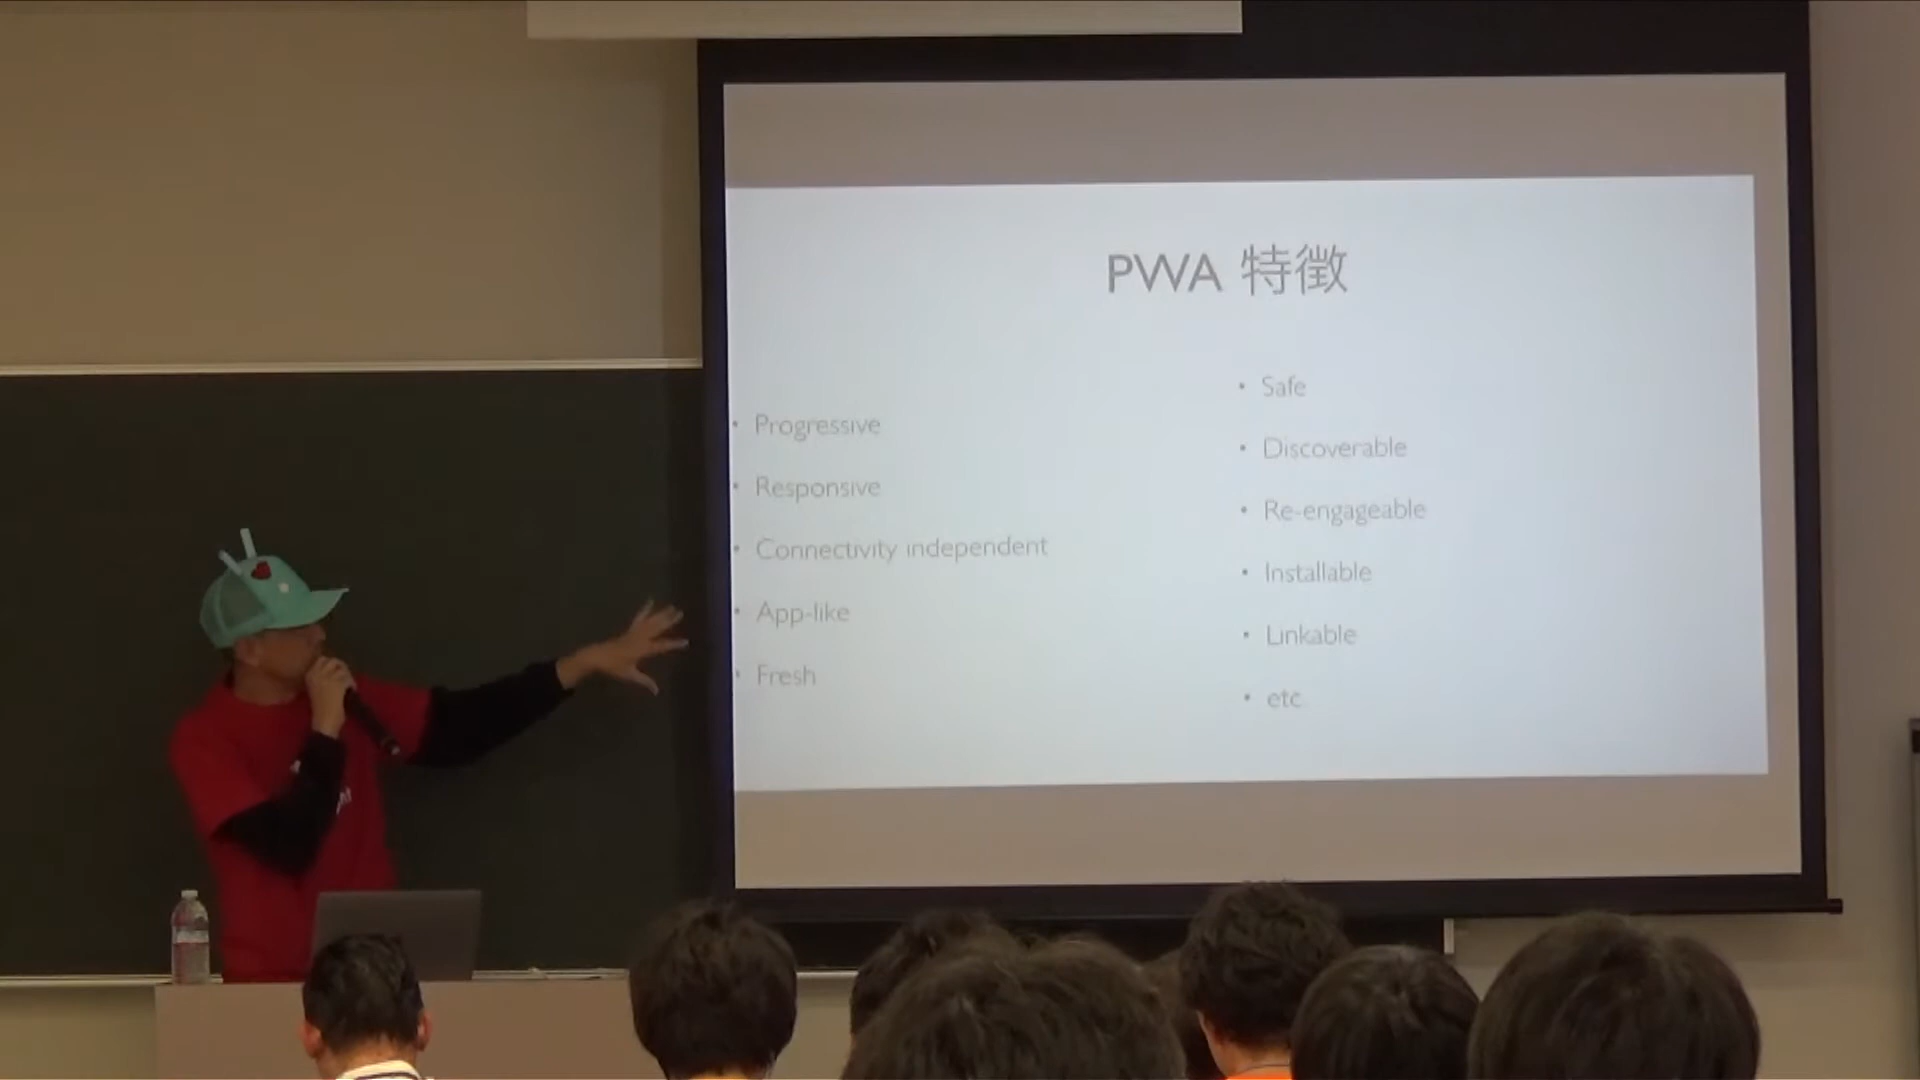 PWA 特徴
Progressive
Responsive
Connectivity independent
App-like
Fresh
Safe
Discoverable
Re-engageable
Installable
Linkable
etc